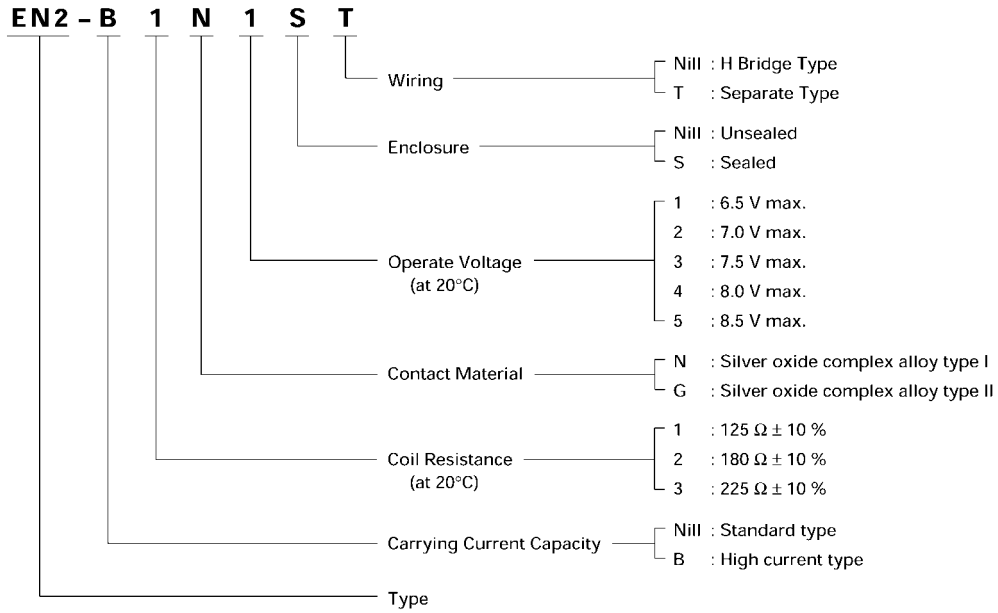 EN2-B 1 N 1 S T
Wiring
Nill : H Bridge Type
T : Separate Type
Enclosure
Nill : Unsealed
S : Sealed
Operate Voltage
(at 20°C)
1 : 6.5 V max.
2 : 7.0 V max.
3 : 7.5 V max.
4 : 8.0 V max.
5 : 8.5 V max.
Contact Material
N : Silver oxide complex alloy type I
G : Silver oxide complex alloy type II
Coil Resistance
(at 20°C)
1 : 125 Ω ± 10 %
2 : 180 Ω ± 10 %
3 : 225 Ω ± 10 %
Carrying Current Capacity
Nill : Standard type
B : High current type
Type